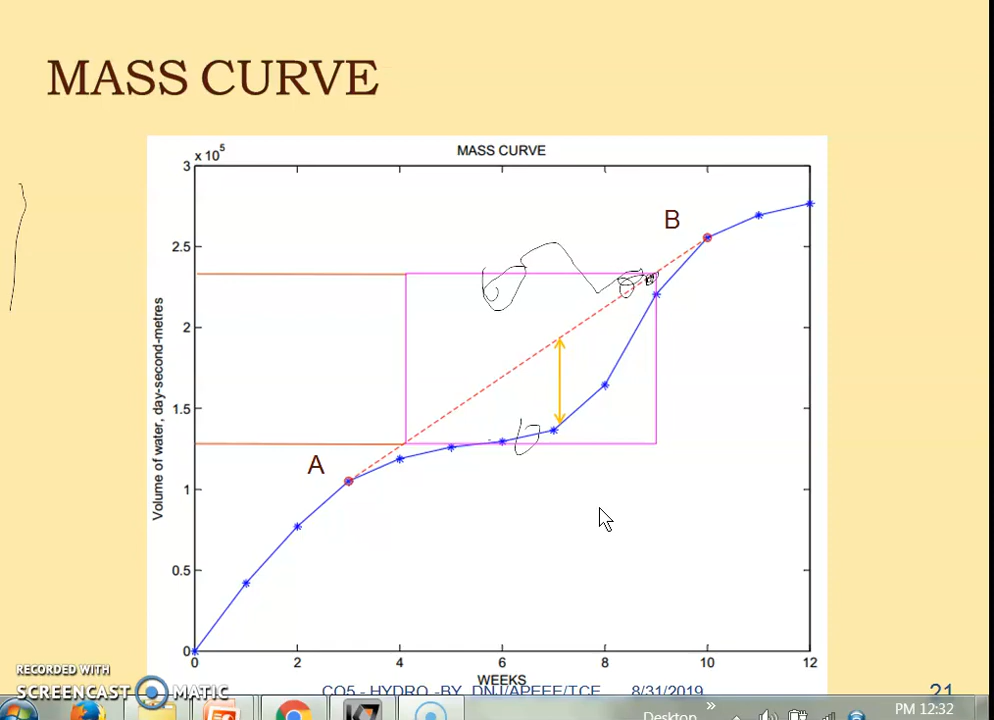 MASS CURVE
MASS CURVE
x 10^5
3
2.5
2
1.5
1
0.5
0
Volume of water, day-second-metres
A
B
b
0 2 4 6 8 10 12
WEEKS
CO5 - HYDRO -BY DNJ/APEEE/TCE 8/31/2019 21
RECORDED WITH
SCREENCAST MATIC
Desktop
»
PM 12:32